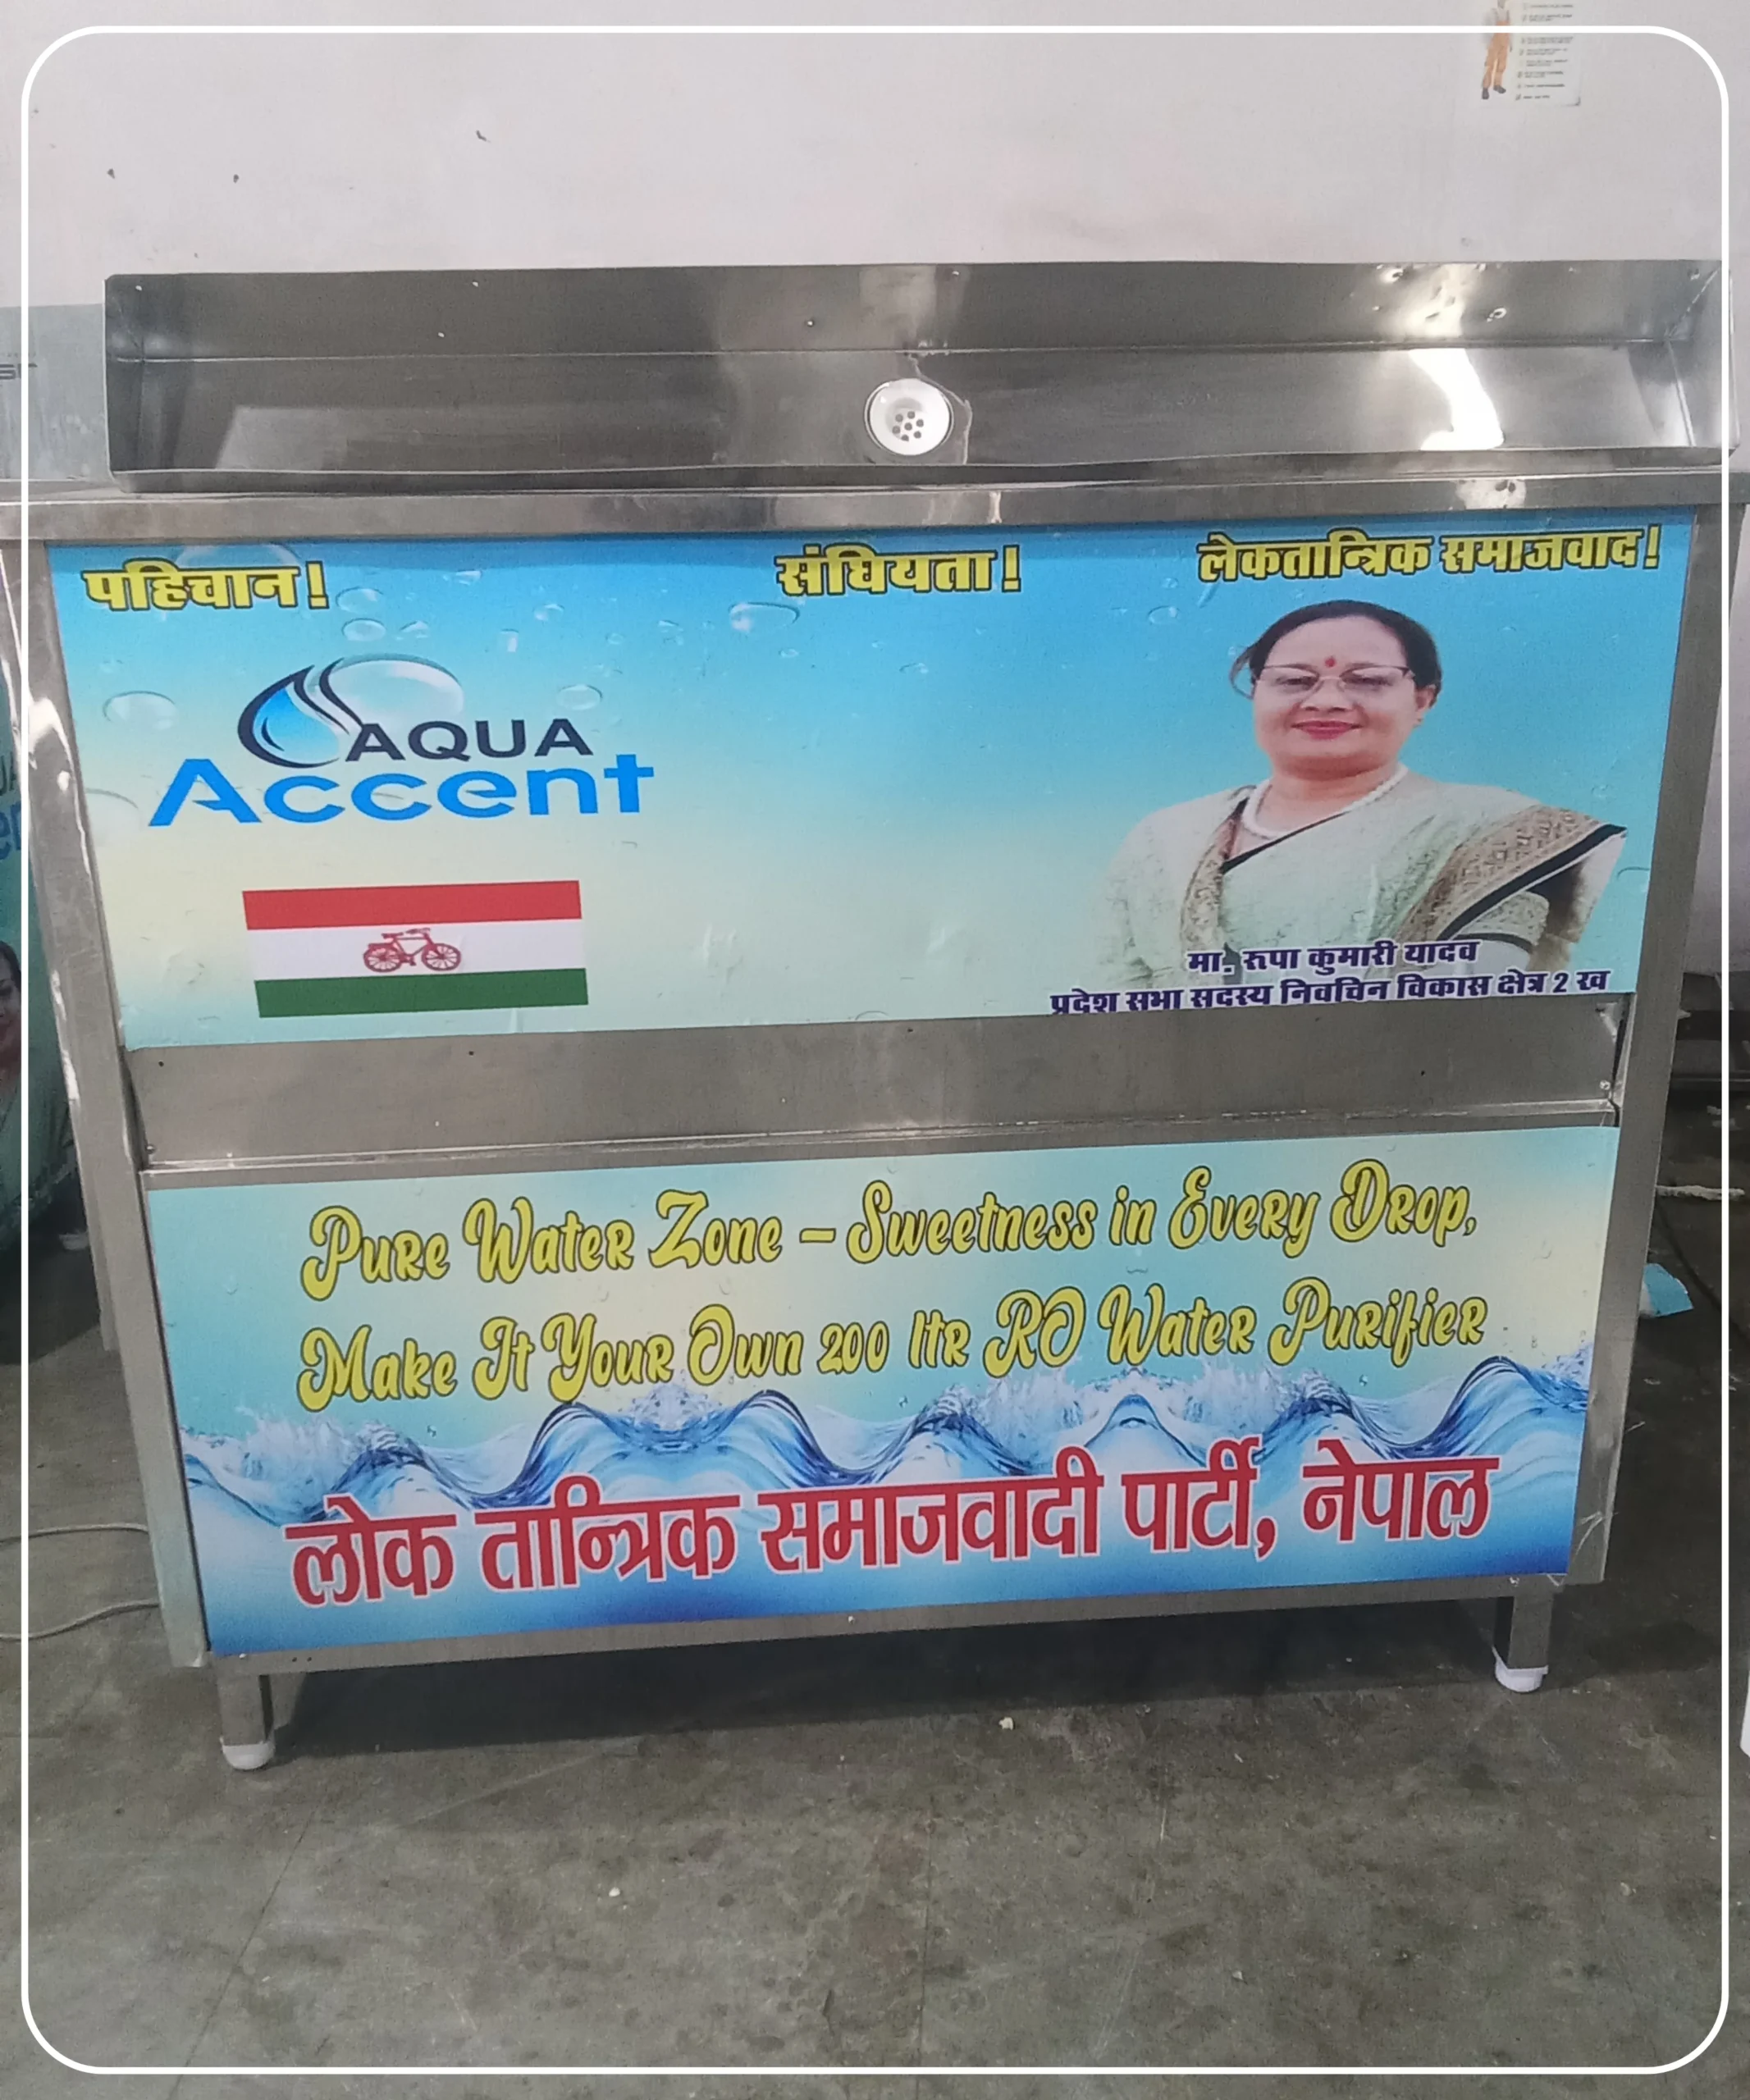 पहिचान! संघियता! लेकतान्त्रिक समाजवाद!
AQUA
Accent
मा. रूपा कुमारी यादव
प्रदेश सभा सदस्य निवचिन विकास क्षेत्र 2 ख
Pure Water Zone – Sweetness in Every Drop,
Make It Your Own 200 ltr RO Water Purifier
लोक तान्त्रिक समाजवादी पार्टी, नेपाल